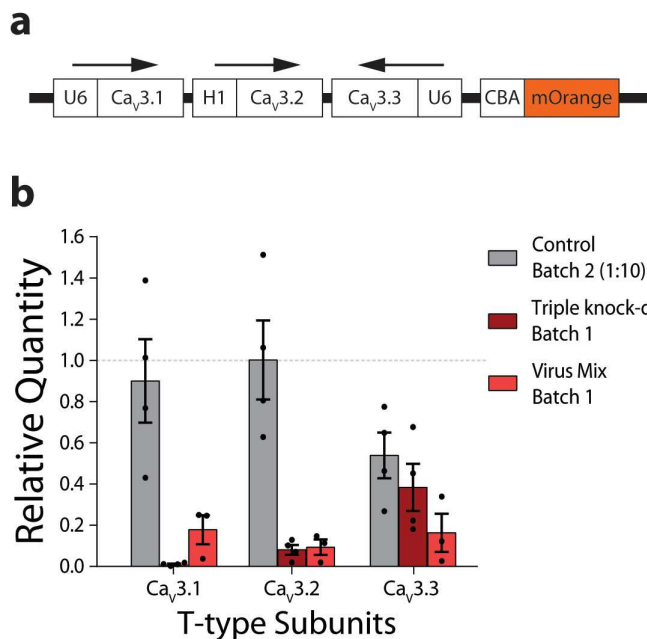 a
U6 CaV3.1 H1 CaV3.2 CaV3.3 U6 CBA mOrange
b
Relative Quantity
1.6
1.4
1.2
1.0
0.8
0.6
0.4
0.2
0.0
Control
Batch 2 (1:10)
Triple knock-
Batch 1
Virus Mix
Batch 1
CaV3.1 CaV3.2 CaV3.3
T-type Subunits